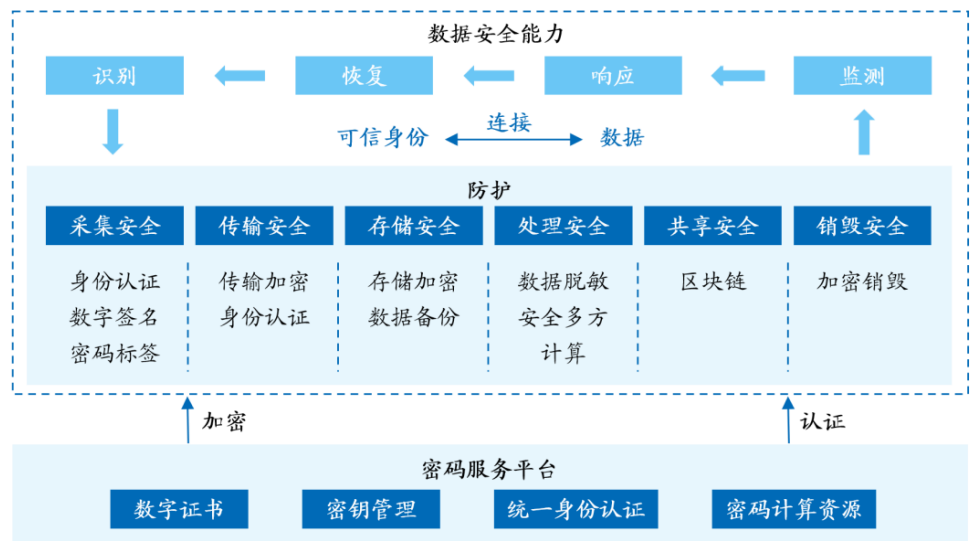 数据安全能力
识别
恢复
响应
监测
连接
可信身份
数据
防护
采集安全
传输安全
存储安全
处理安全
共享安全
销毁安全
身份认证
数字签名
密码标签
传输加密
身份认证
存储加密
数据备份
数据脱敏
安全多方
计算
区块链
加密销毁
加密
认证
密码服务平台
数字证书
密钥管理
统一身份认证
密码计算资源